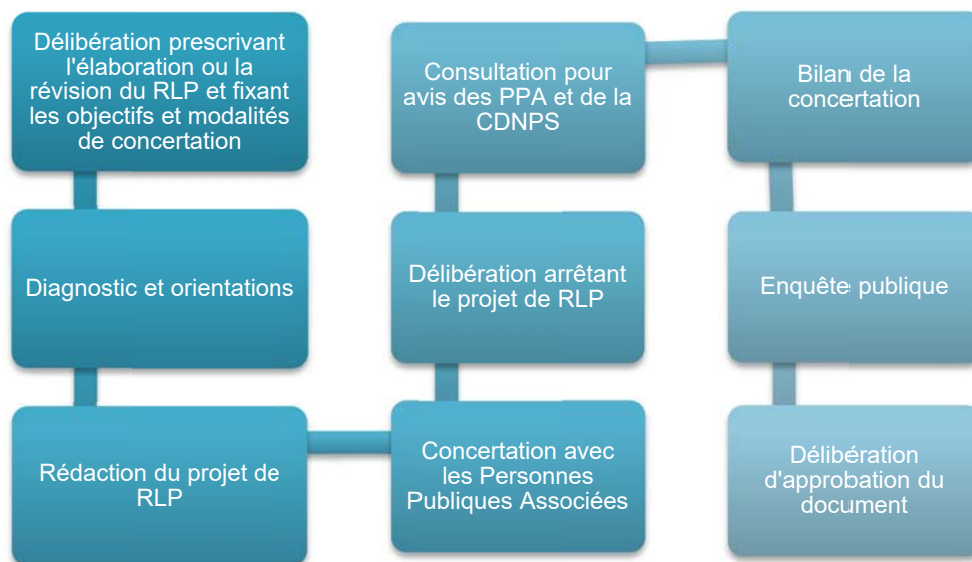 Délibération prescrivant
l'élaboration ou la
révision du RLP et fixant
les objectifs et modalités
de concertation
Diagnostic et orientations
Rédaction du projet de
RLP
Concertation avec
les Personnes
Publiques Associées
Délibération arrêtant
le projet de RLP
Consultation pour
avis des PPA et de la
CDNPS
Bilan de la
concertation
Enquête publique
Délibération
d'approbation du
document